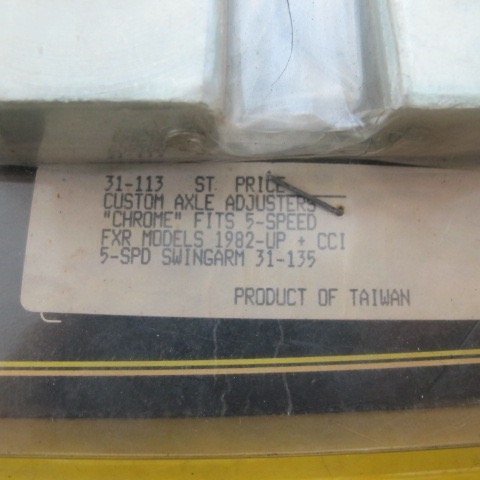 31-113 ST. PRICE
CUSTOM AXLE ADJUSTERS
"CHROME" FITS 5-SPEED
FXR MODELS 1982-UP + CCI
5-SPD SWINGARM 31-135
PRODUCT OF TAIWAN